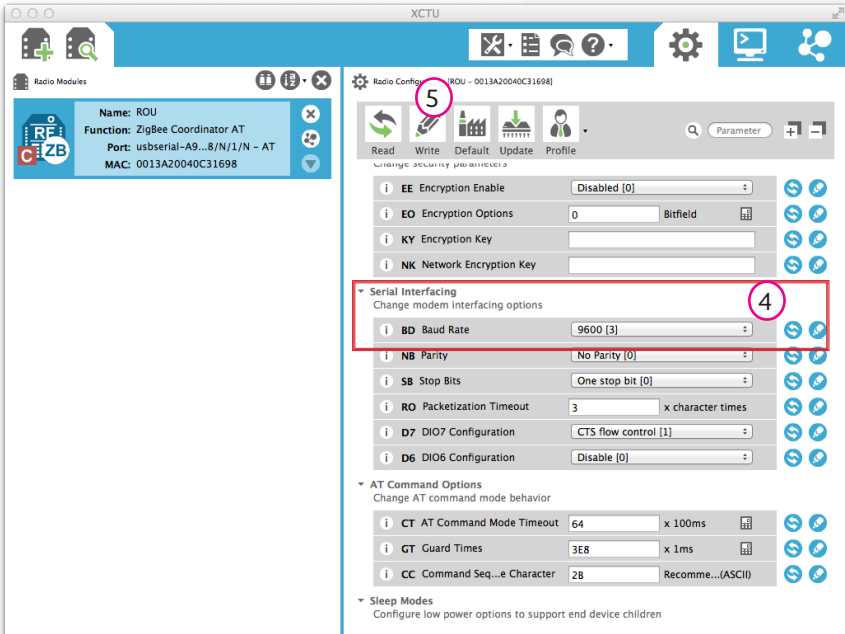 XCTU
Radio Modules
Name: ROU
Function: ZigBee Coordinator AT
Port: usbserial-A9...8/N/1/N - AT
MAC: 0013A20040C31698
RF
C ZB
Radio Config [ROU - 0013A20040C31698]
5
Read Write Default Update Profile
Parameter
Change security parameters
i EE Encryption Enable Disabled [0]
i EO Encryption Options 0 Bitfield
i KY Encryption Key
i NK Network Encryption Key
Serial Interfacing
Change modem interfacing options
4
i BD Baud Rate 9600 [3]
i NB Parity No Parity [0]
i SB Stop Bits One stop bit [0]
i RO Packetization Timeout 3 x character times
i D7 DIO7 Configuration CTS flow control [1]
i D6 DIO6 Configuration Disable [0]
AT Command Options
Change AT command mode behavior
i CT AT Command Mode Timeout 64 x 100ms
i GT Guard Times 3E8 x 1ms
i CC Command Seq...e Character 2B Recomme...(ASCII)
Sleep Modes
Configure low power options to support end device children